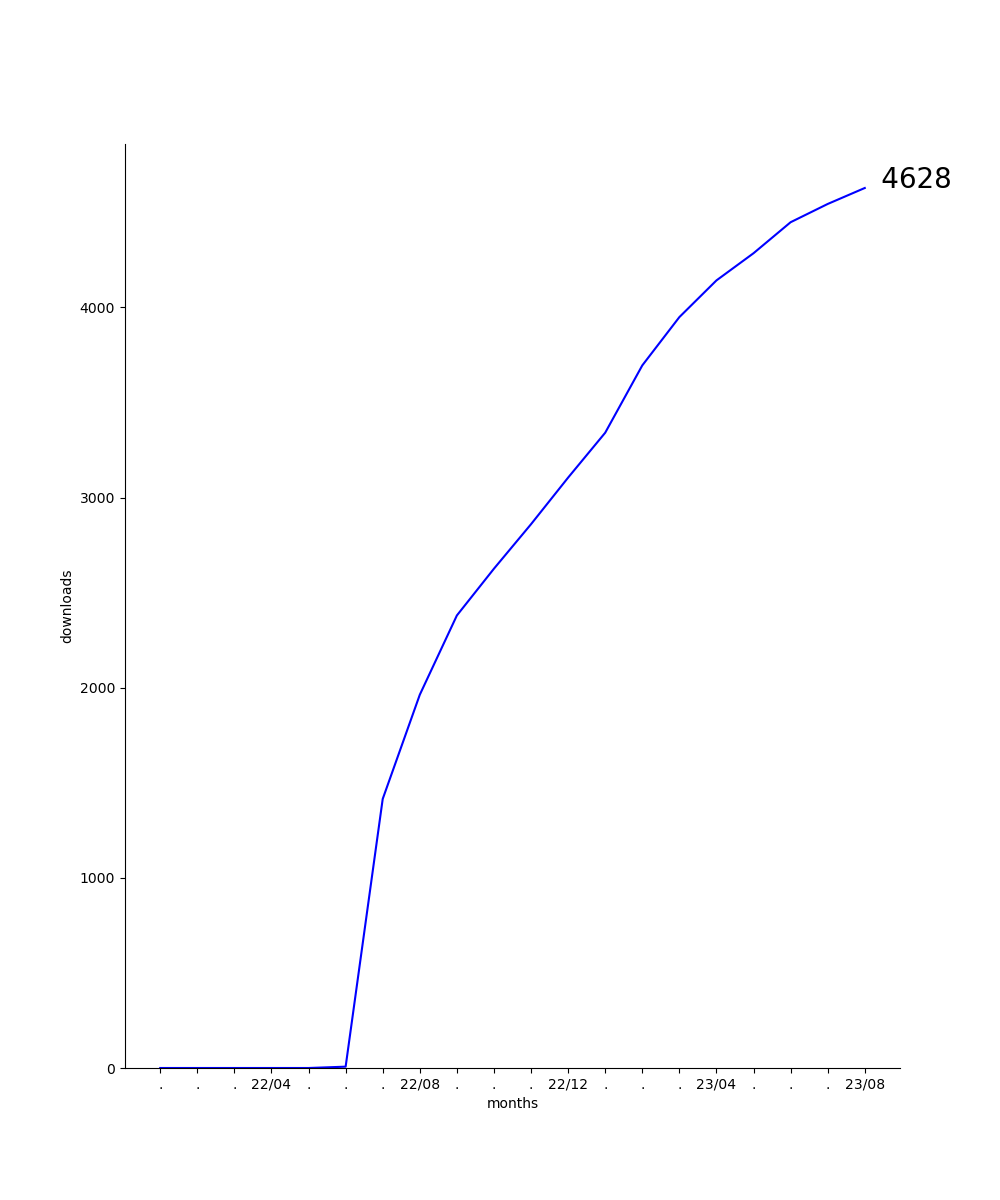 4628
4000
3000
2000
1000
0
downloads
. . . 22/04 . . . 22/08 . . . 22/12 . . . 23/04 . . . 23/08
months